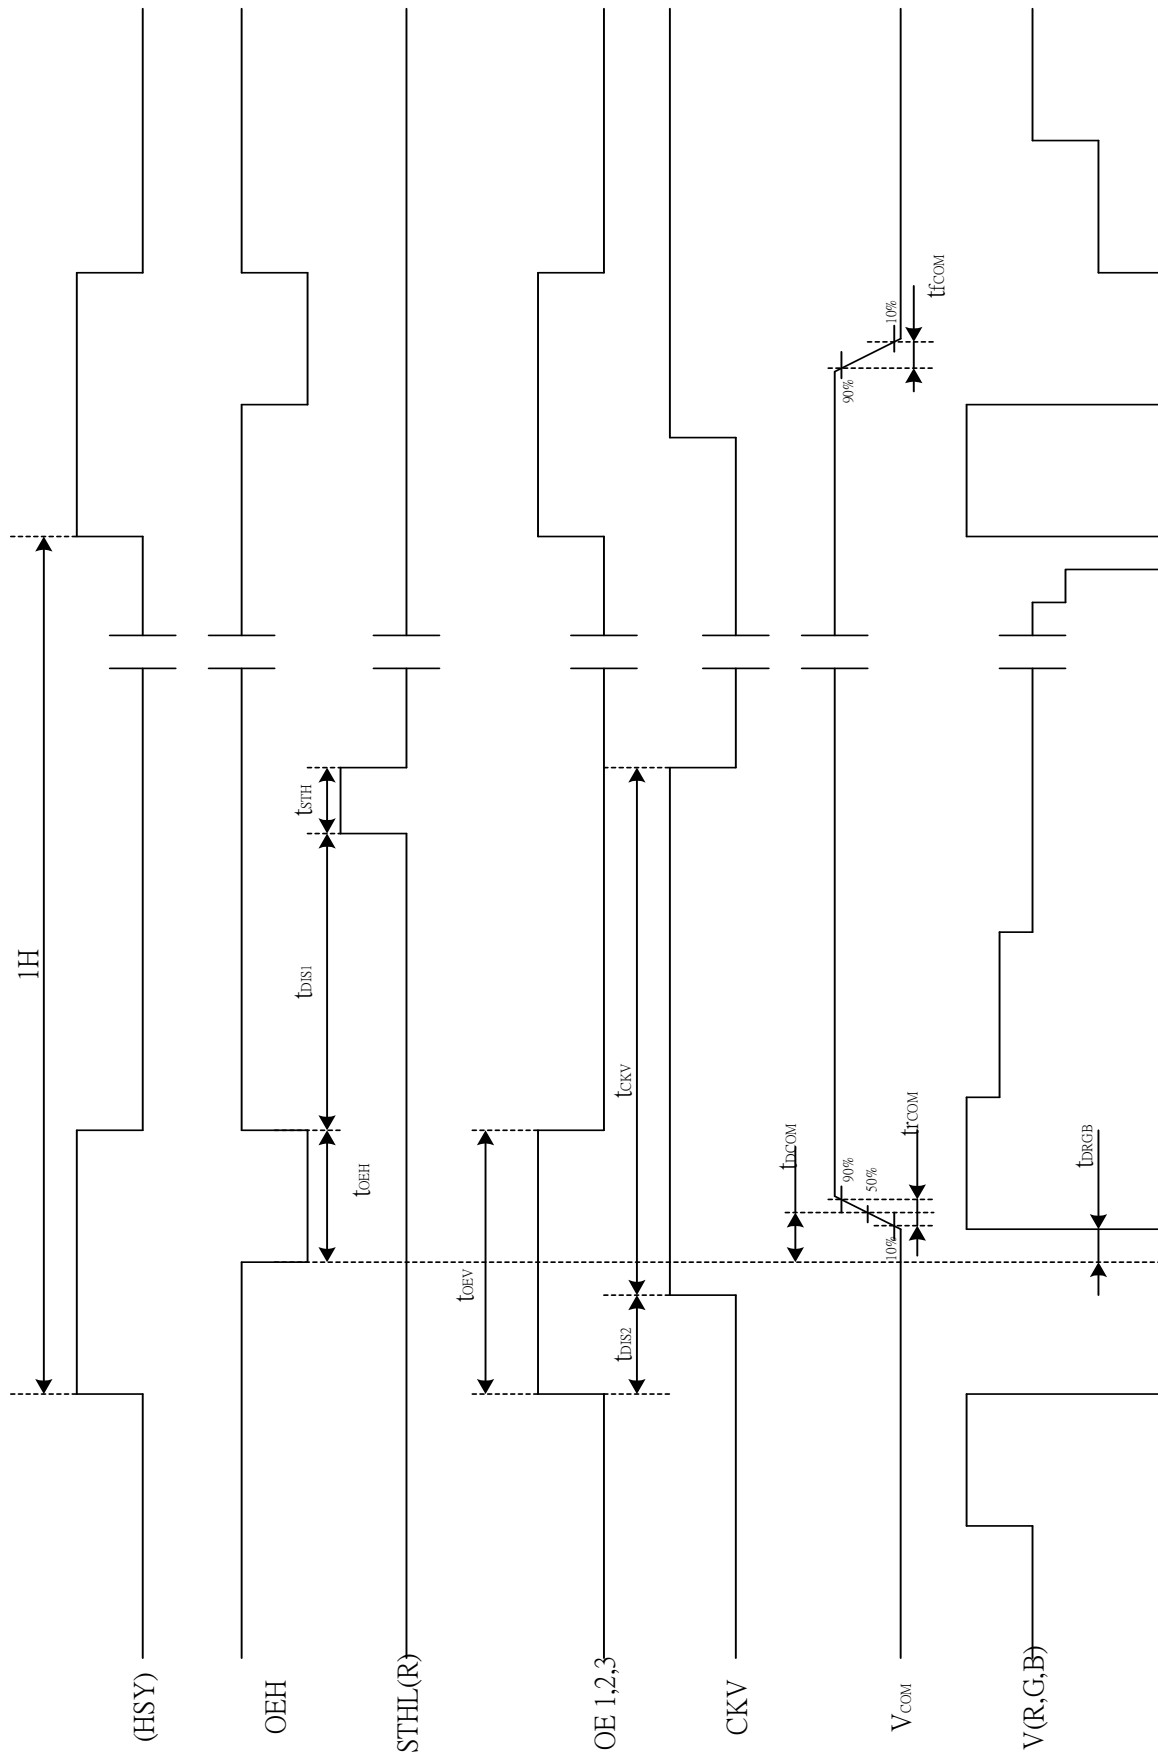 1H
(HSY)
OEH
tOEH
tDIS1
tSTH
STHL(R)
tOEV
OE 1,2,3
tDIS2
tCKV
CKV
tDCOM
90%
50%
10%
trCOM
90%
10%
tfCOM
VCOM
tDRGB
V(R,G,B)